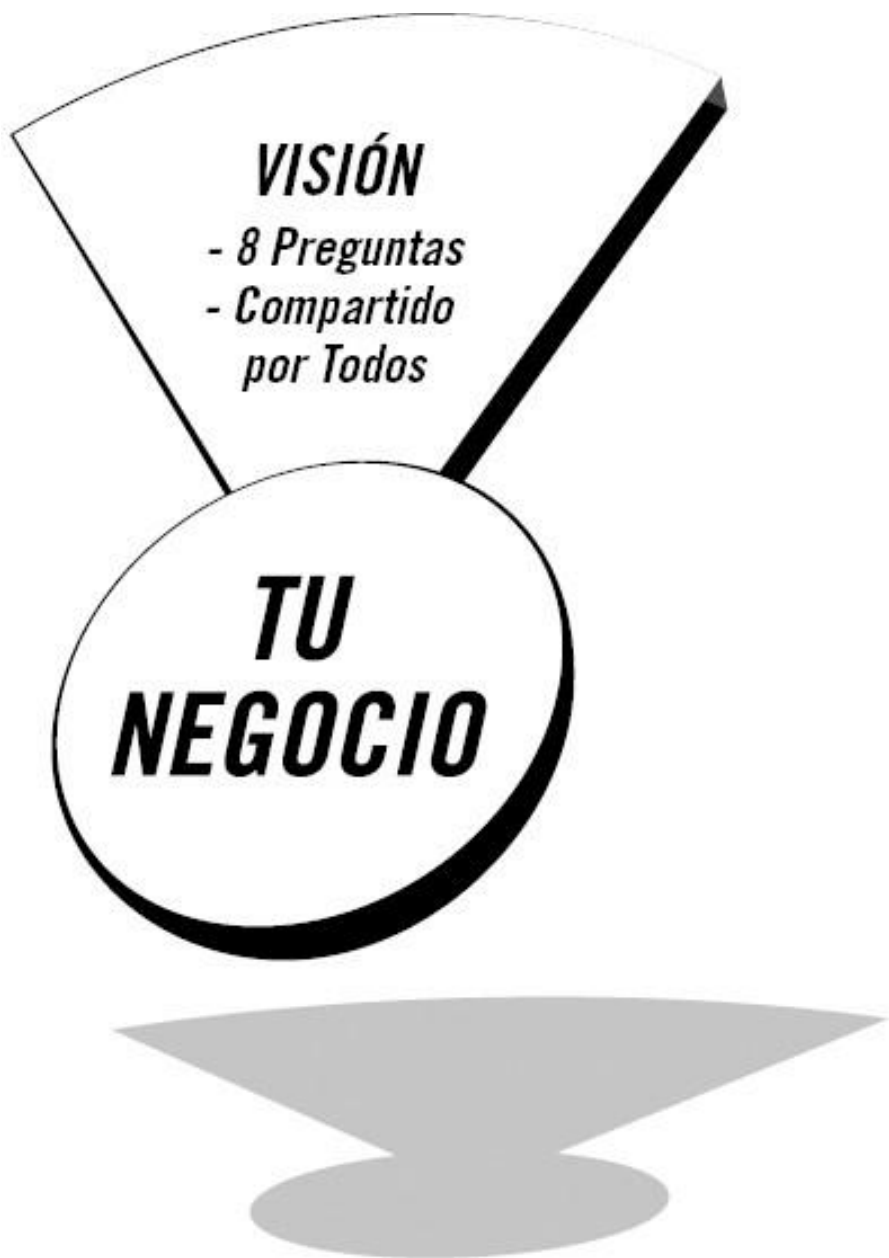 VISIÓN
- 8 Preguntas
- Compartido
por Todos
TU
NEGOCIO